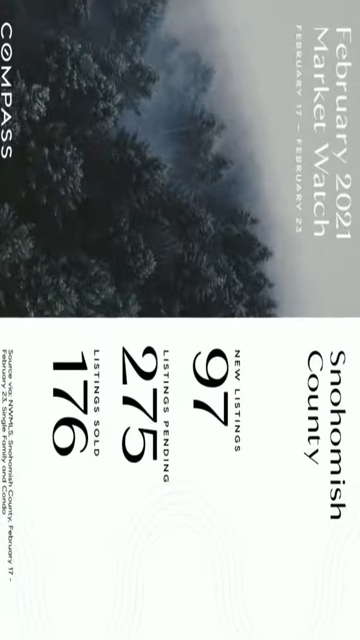 February 2021
Market Watch
FEBRUARY 17 – FEBRUARY 23
COMPASS
Snohomish
County
NEW LISTINGS
97
LISTINGS PENDING
275
LISTINGS SOLD
176
Source via: NWMLS, Snohomish County, February 17 –
February 23. Single Family and Condo